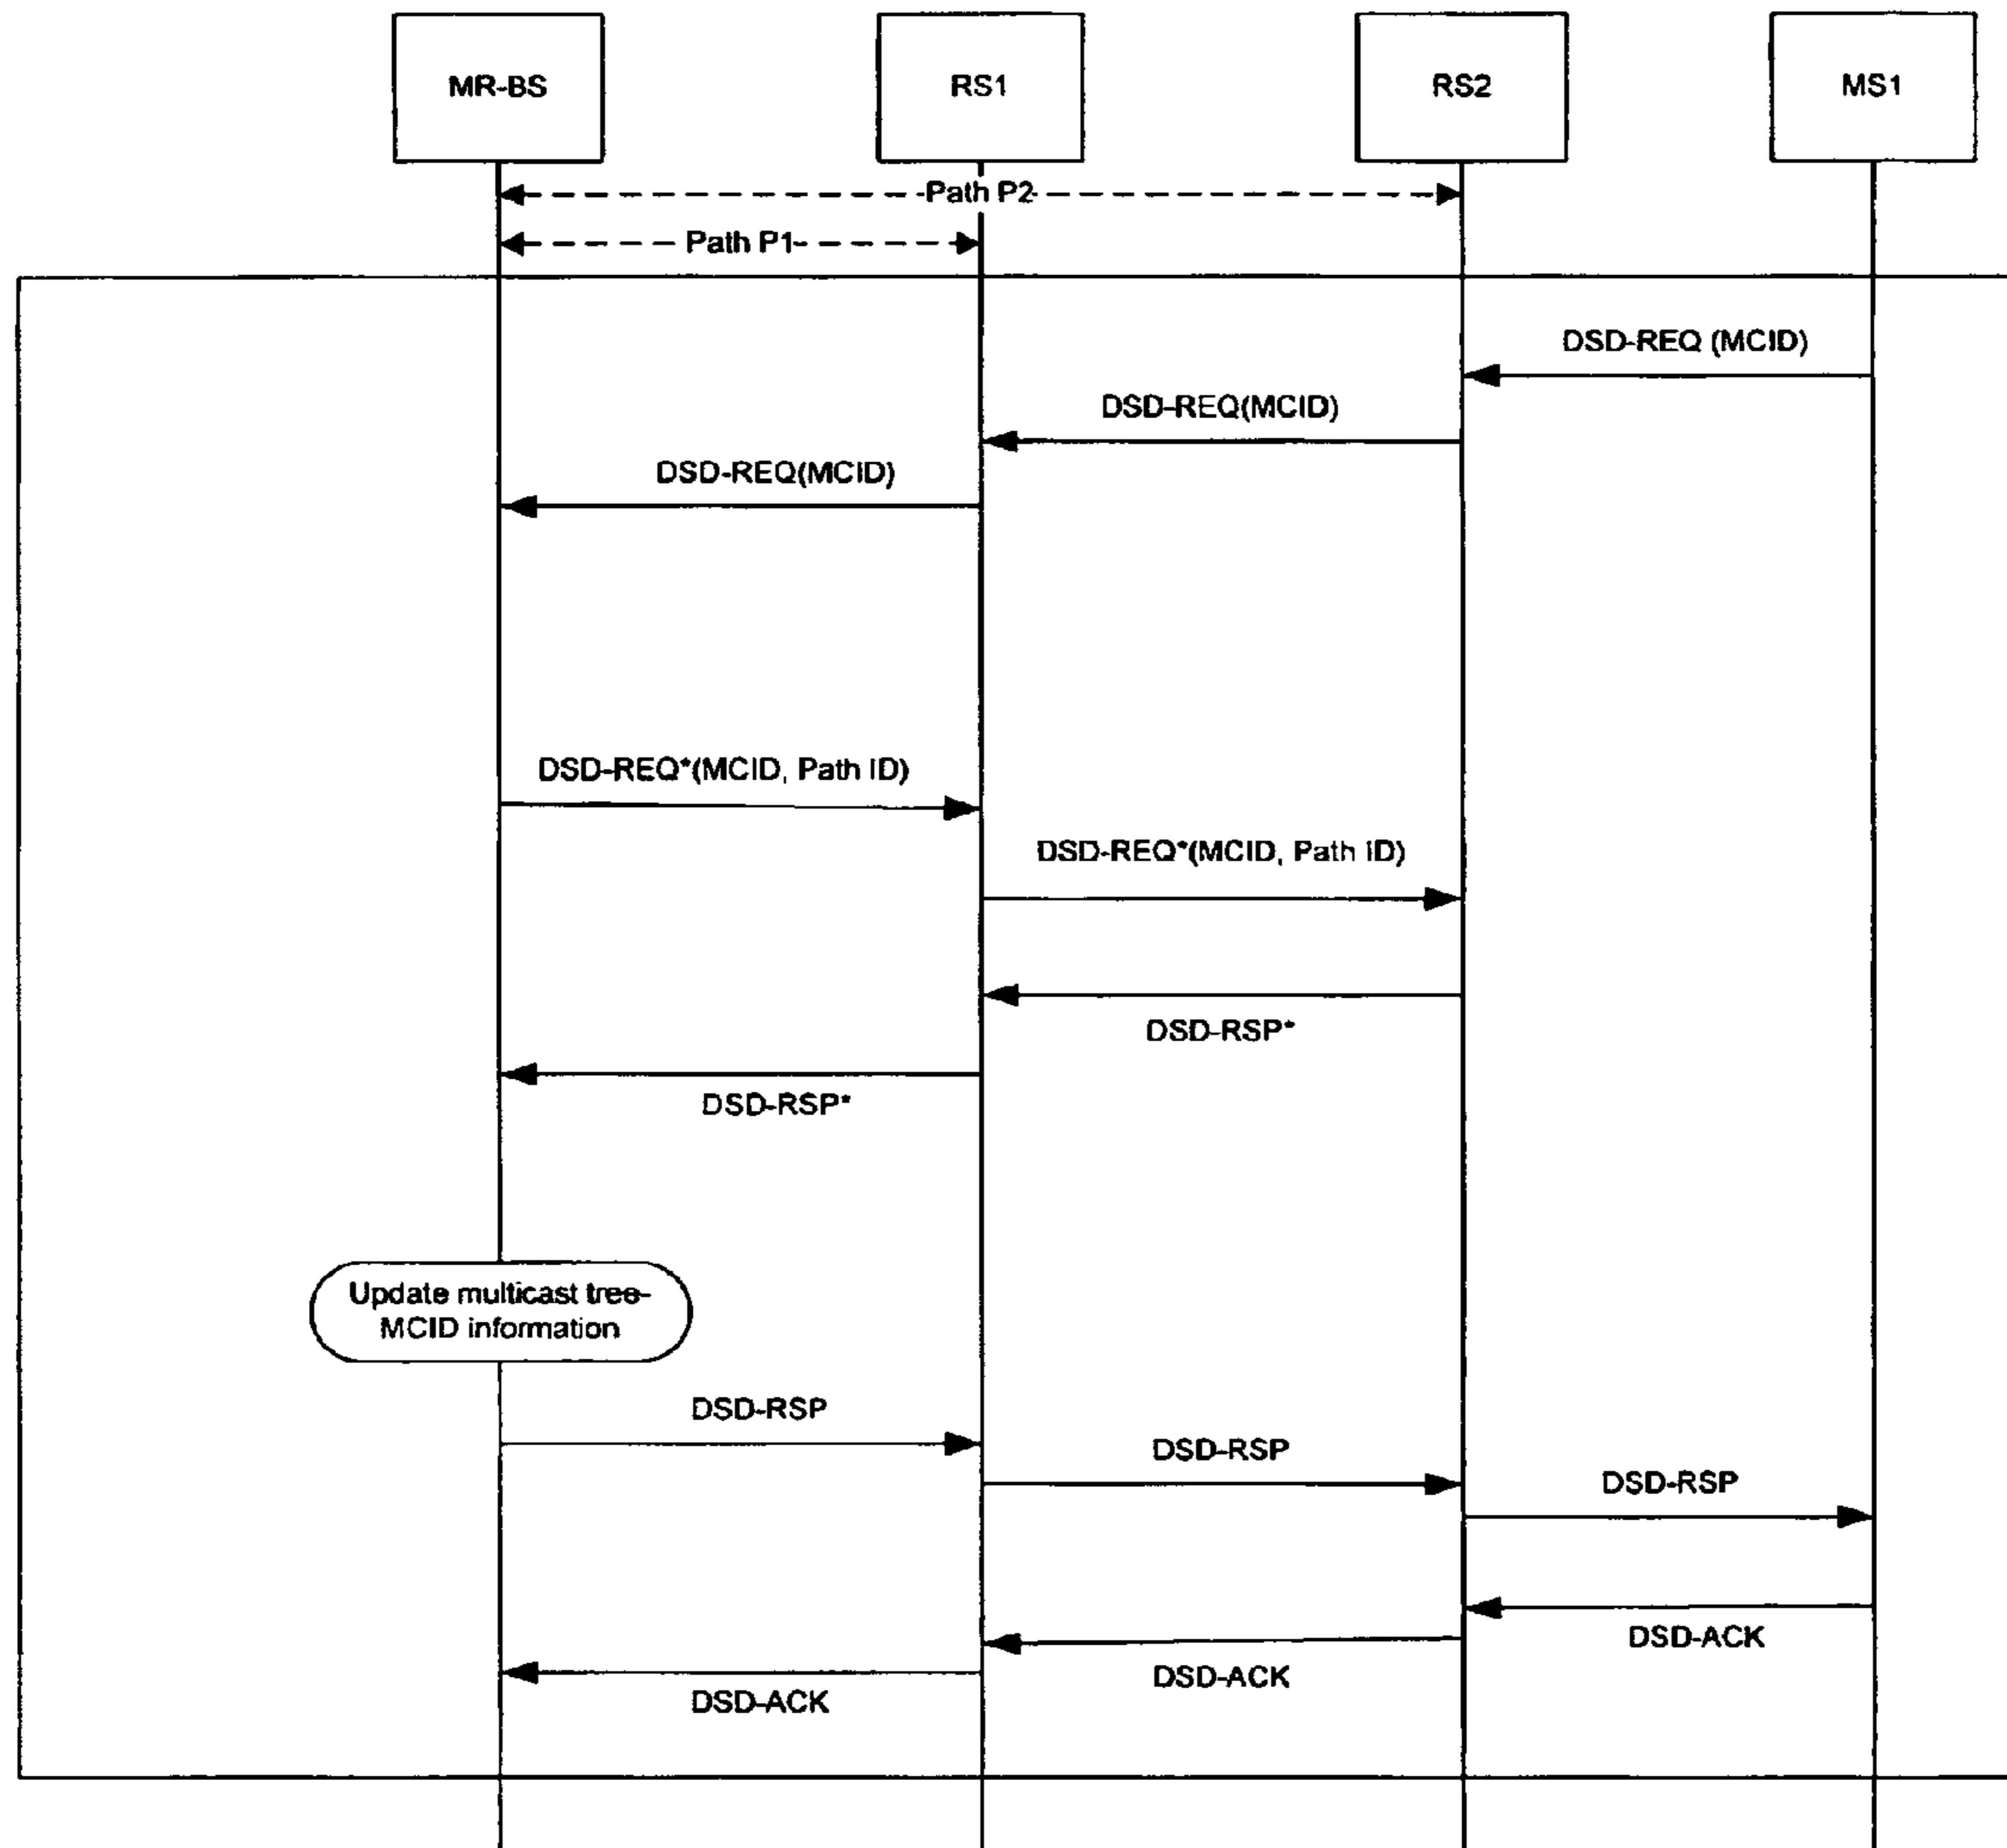 MR-BS
RS1
RS2
MS1
Path P2
Path P1
DSD-REQ (MCID)
DSD-REQ(MCID)
DSD-REQ(MCID)
DSD-REQ*(MCID, Path ID)
DSD-REQ*(MCID, Path ID)
DSD-RSP*
DSD-RSP*
Update multicast tree-
MCID information
DSD-RSP
DSD-RSP
DSD-RSP
DSD-ACK
DSD-ACK
DSD-ACK